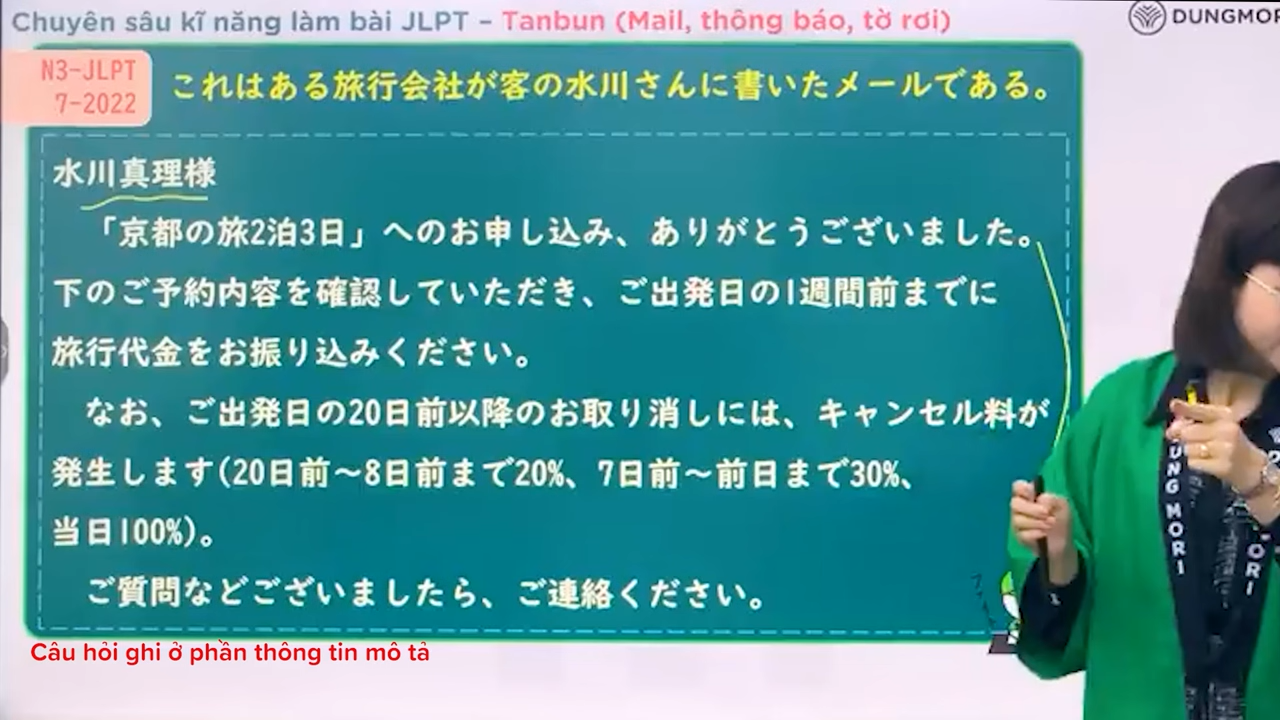 Chuyên sâu kĩ năng làm bài JLPT – Tanbun (Mail, thông báo, tờ rơi)
DUNGMOR
N3-JLPT
7-2022
これはある旅行会社が客の水川さんに書いたメールである。
水川真理様
「京都の旅2泊3日」へのお申し込み、ありがとうございました。
下のご予約内容を確認していただき、ご出発日の1週間前までに
旅行代金をお振り込みください。
なお、ご出発日の20日前以降のお取り消しには、キャンセル料が
発生します(20日前～8日前まで20%、7日前～前日まで30%、
当日100%)。
ご質問などございましたら、ご連絡ください。
Câu hỏi ghi ở phần thông tin mô tả
UNG MORI
ORI